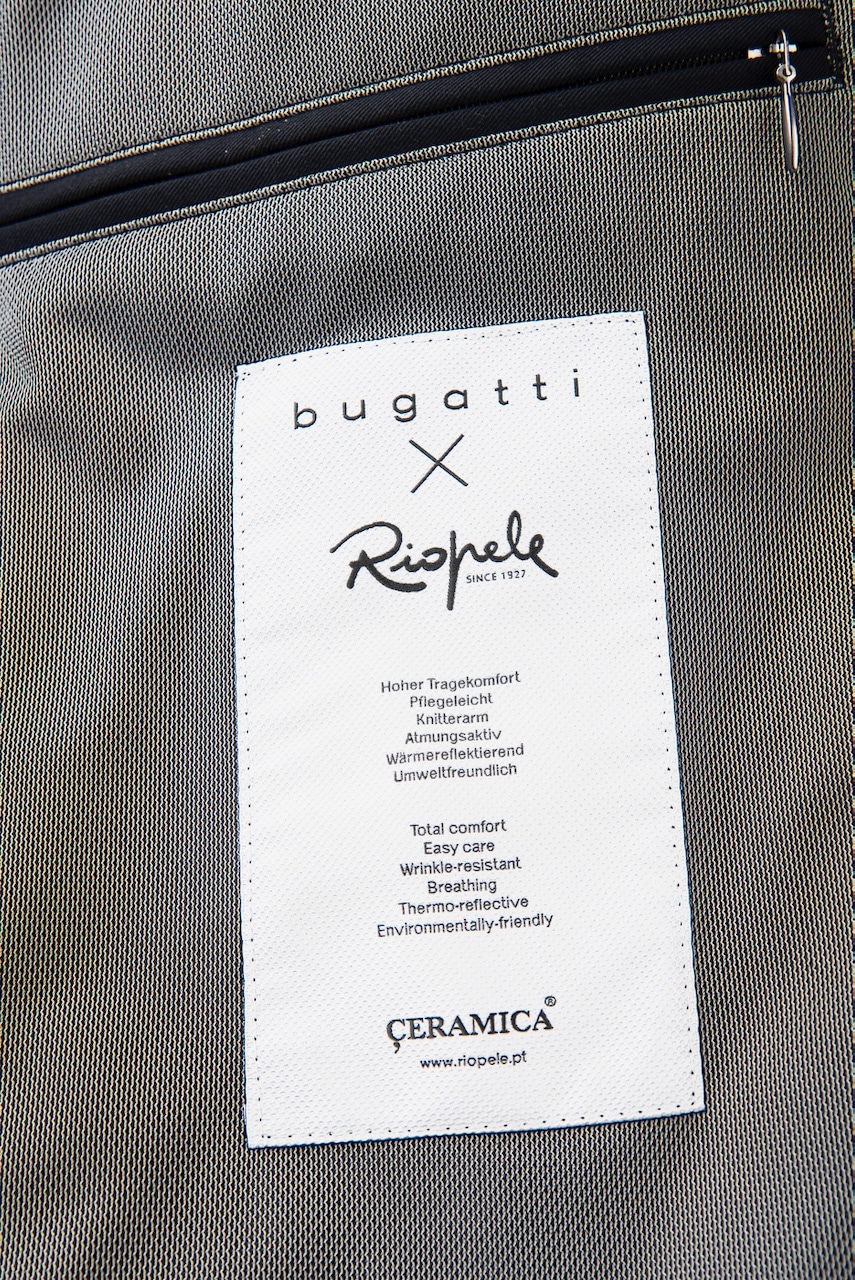 bugatti
X
Riopele
SINCE 1927
Hoher Tragekomfort
Pflegeleicht
Knitterarm
Atmungsaktiv
Wärmereflektierend
Umweltfreundlich
Total comfort
Easy care
Wrinkle-resistant
Breathing
Thermo-reflective
Environmentally-friendly
ÇERAMICA®
www.riopele.pt